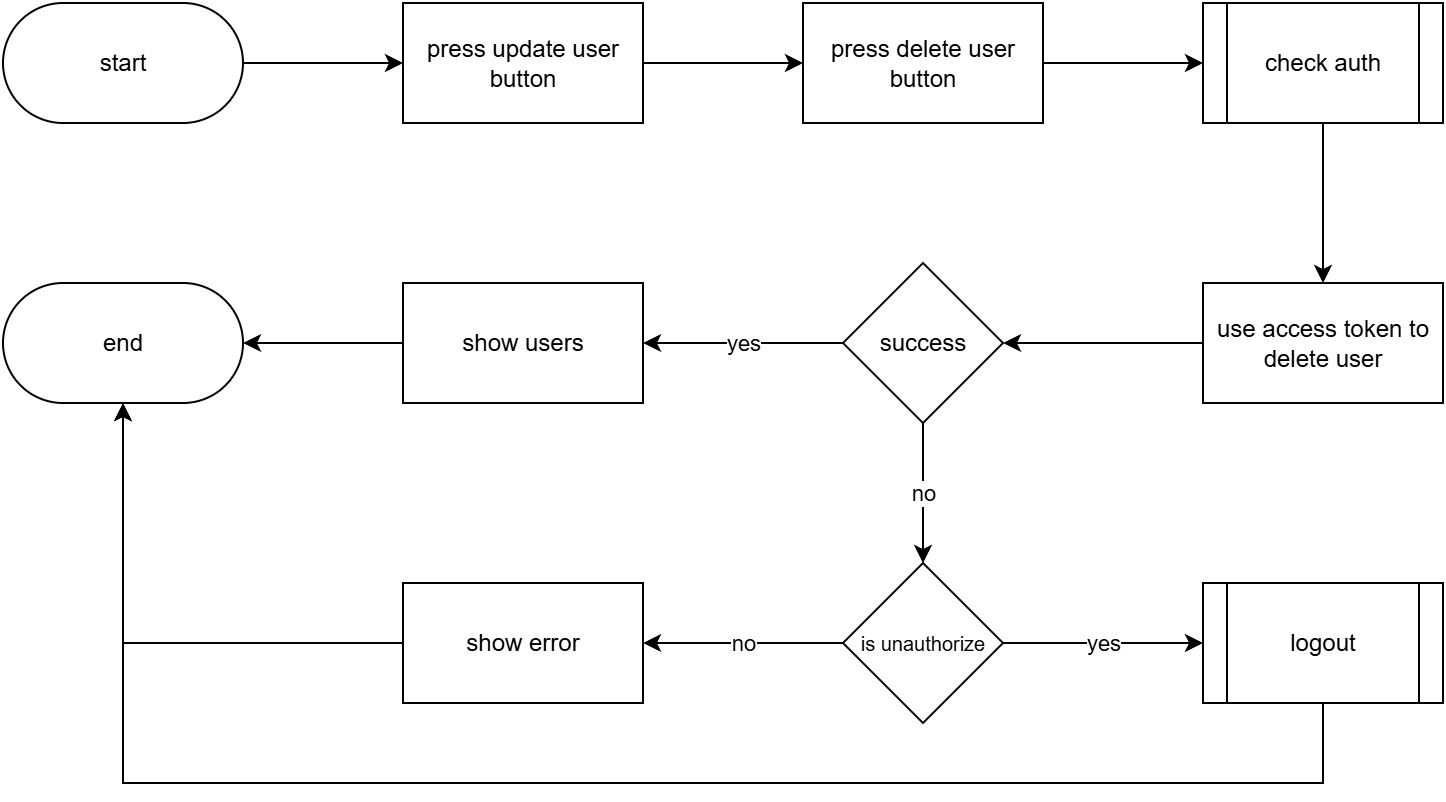 start
press update user
button
press delete user
button
check auth
end
show users
yes
success
use access token to
delete user
no
show error
no
is unauthorize
yes
logout